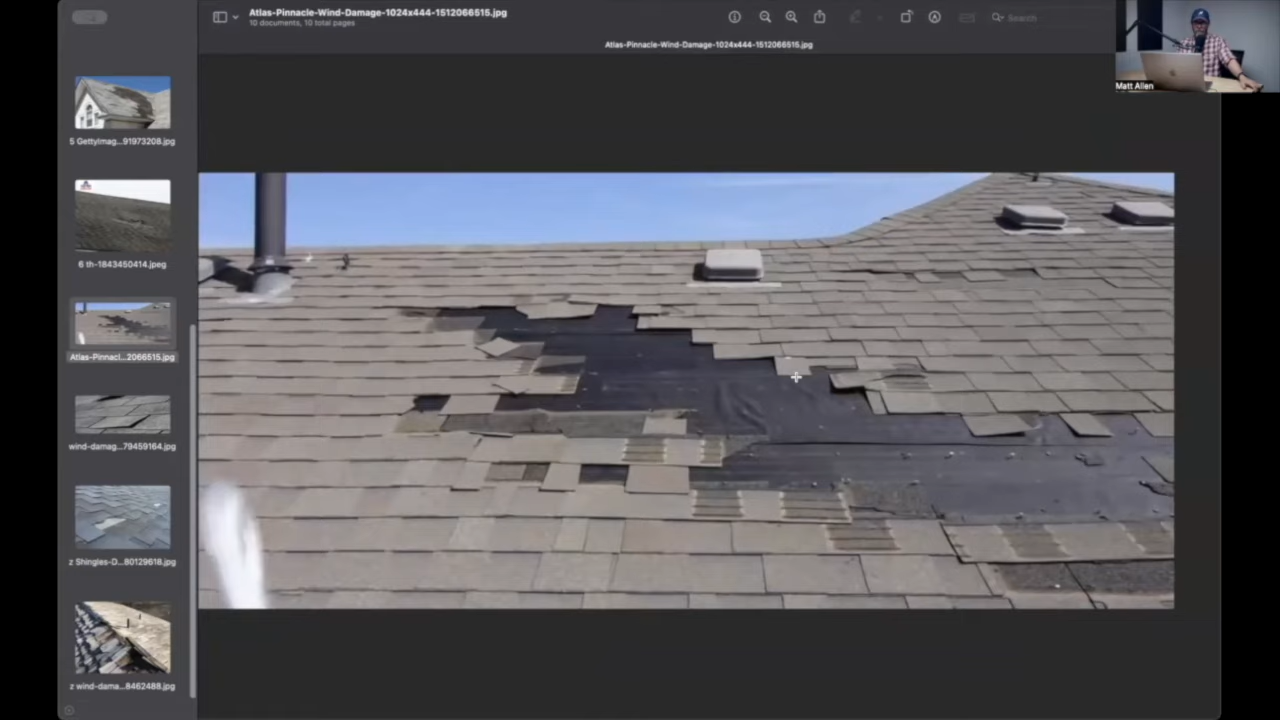 Atlas-Pinnacle-Wind-Damage-1024x444-1512066515.jpg
10 documents, 10 total pages
Search
Atlas-Pinnacle-Wind-Damage-1024x444-1512066515.jpg
Matt Allen
5 GettyImag...91973208.jpg
6 th-1843450414.jpeg
Atlas-Pinnacl...2066515.jpg
wind-damag...79459164.jpg
z Shingles-D...80129618.jpg
z wind-dama...8462488.jpg